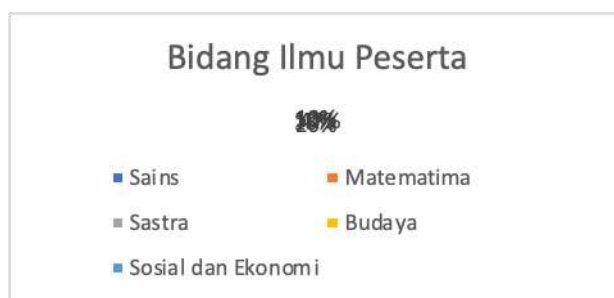 Bidang Ilmu Peserta
Sains
Matematima
Sastra
Budaya
Sosial dan Ekonomi